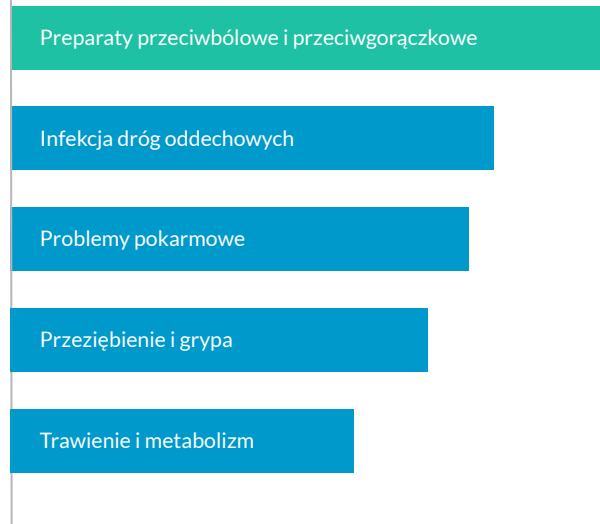 Preparaty przeciwbólowe i przeciwgorączkowe
Infekcja dróg oddechowych
Problemy pokarmowe
Przeziębienie i grypa
Trawienie i metabolizm